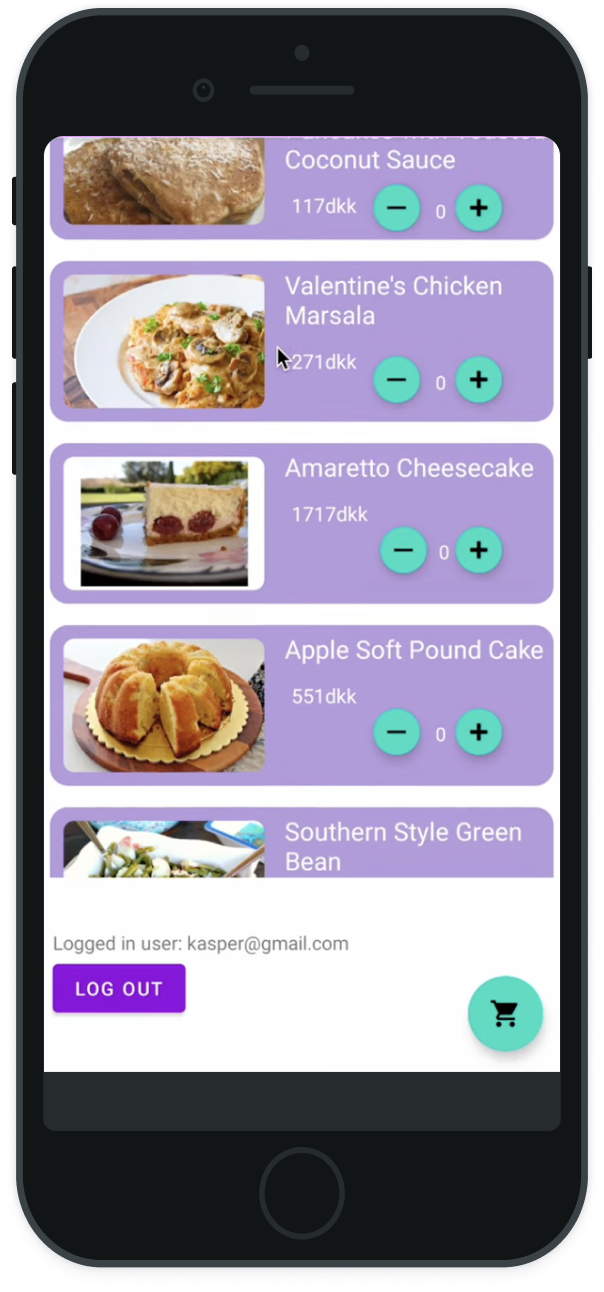 Coconut Sauce
117dkk
0
Valentine's Chicken
Marsala
271dkk
0
Amaretto Cheesecake
1717dkk
0
Apple Soft Pound Cake
551dkk
0
Southern Style Green
Bean
Logged in user: kasper@gmail.com
LOG OUT